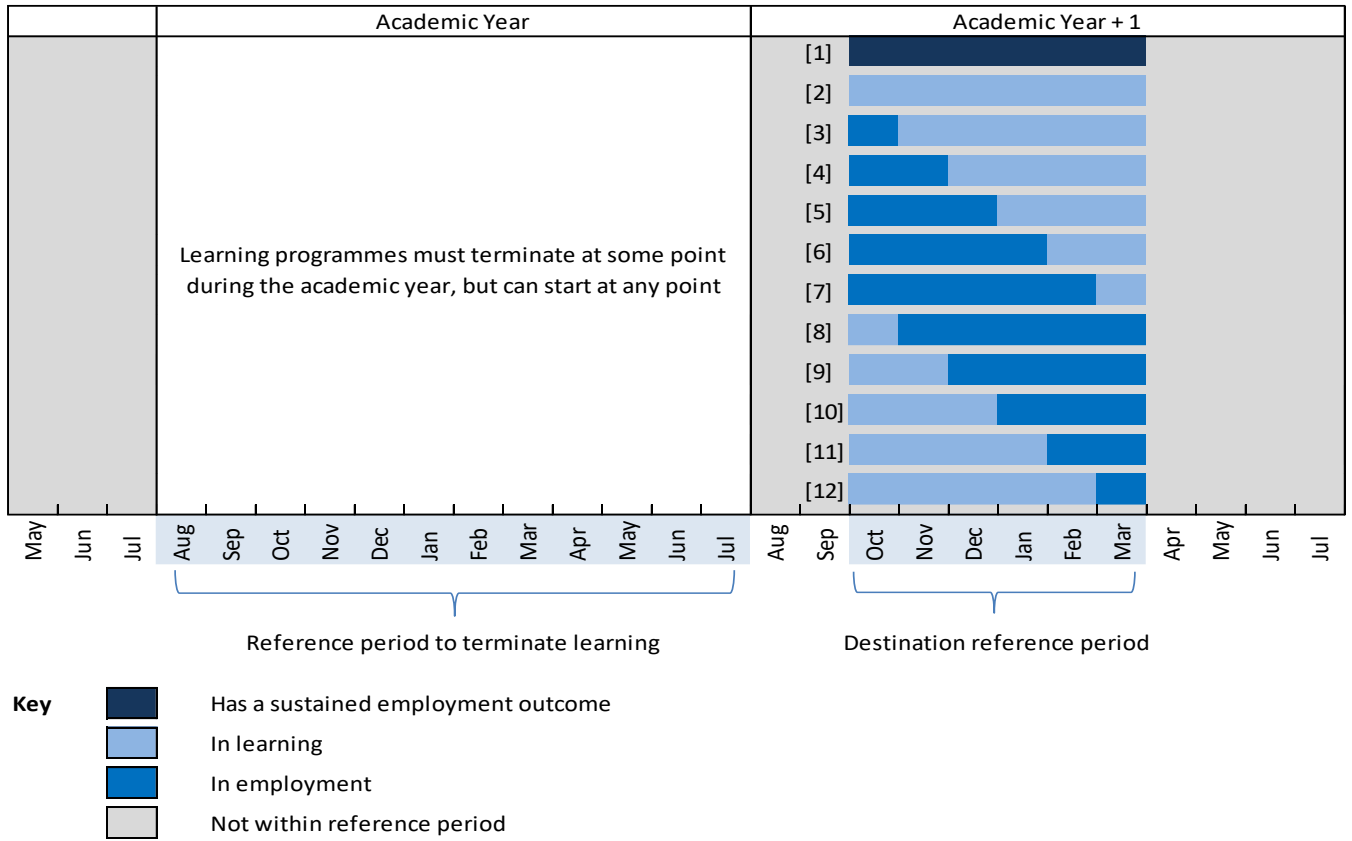 Academic Year
Academic Year + 1
[1]
[2]
[3]
[4]
[5]
[6]
[7]
[8]
[9]
[10]
[11]
[12]
Learning programmes must terminate at some point
during the academic year, but can start at any point
May
Jun
Jul
Aug
Sep
Oct
Nov
Dec
Jan
Feb
Mar
Apr
May
Jun
Jul
Aug
Sep
Oct
Nov
Dec
Jan
Feb
Mar
Apr
May
Jun
Jul
Reference period to terminate learning
Destination reference period
Key
Has a sustained employment outcome
In learning
In employment
Not within reference period